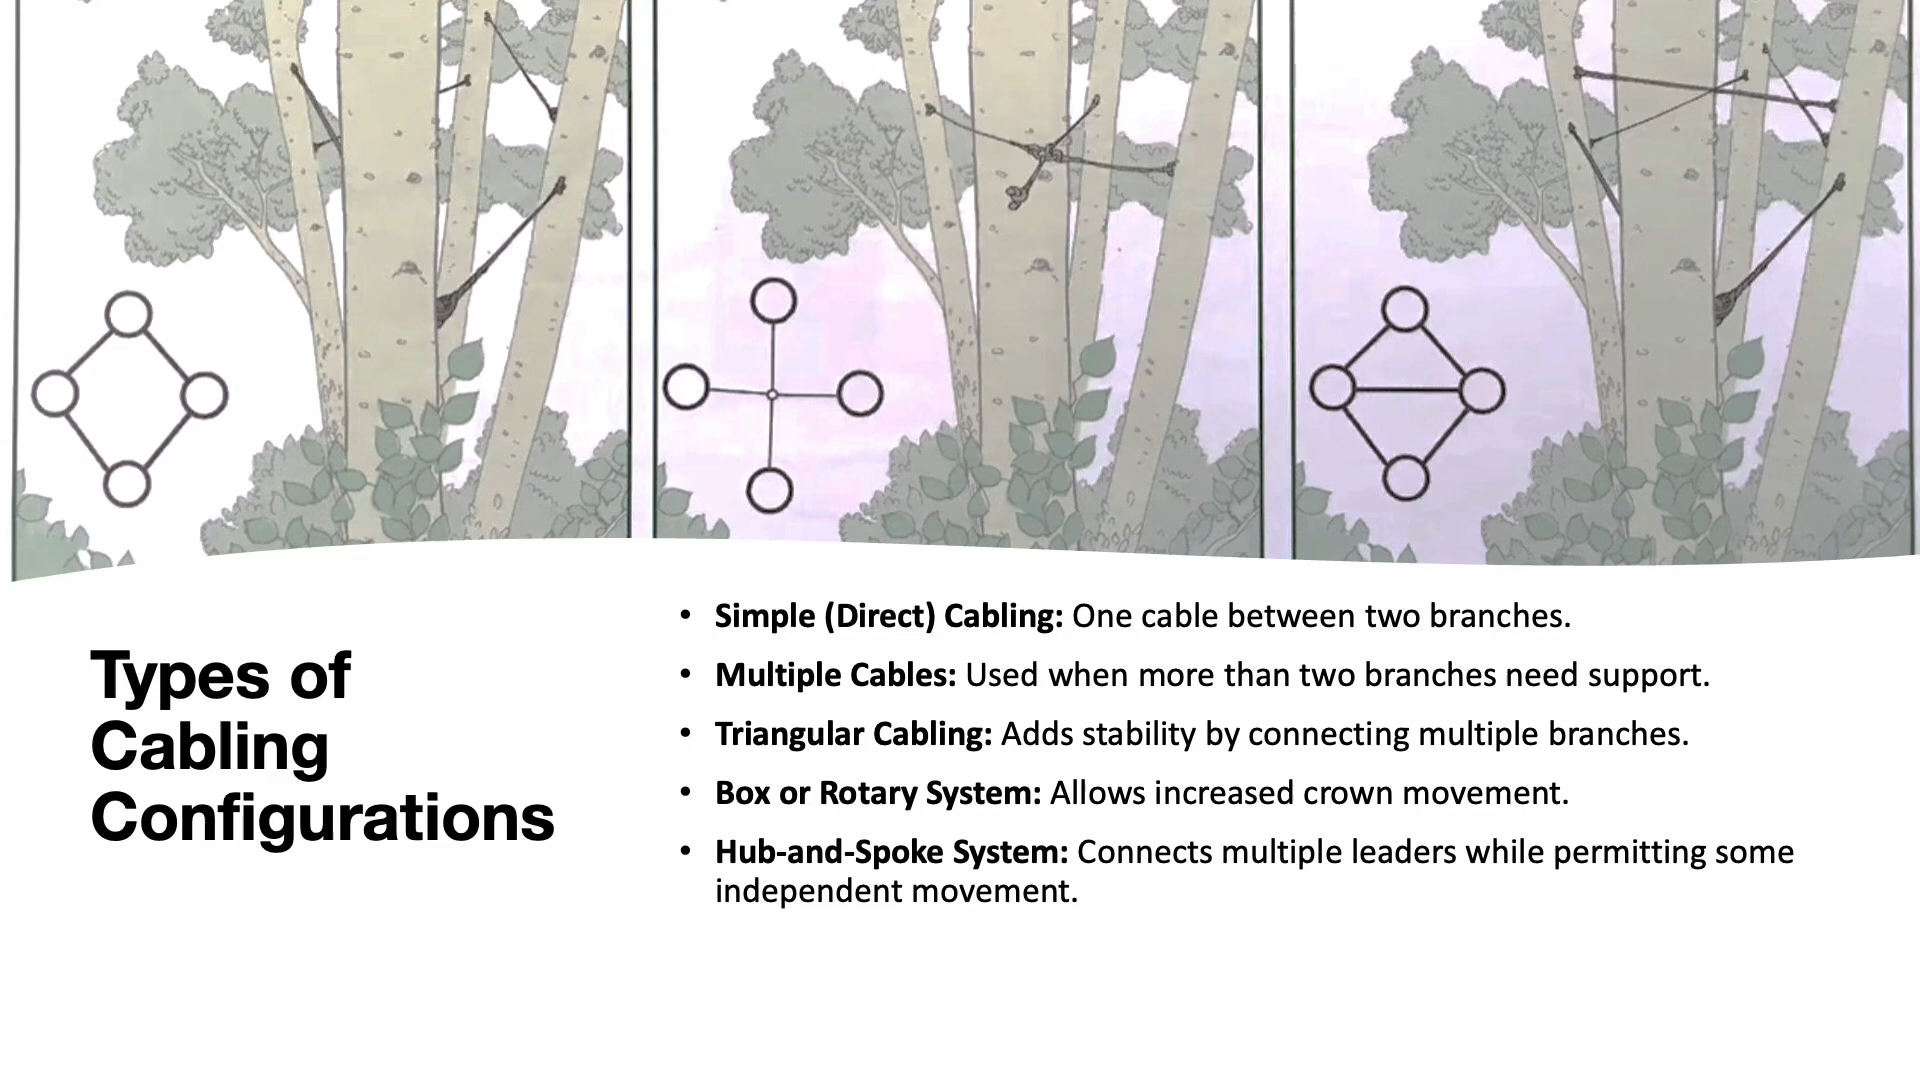 Types of
Cabling
Configurations
• Simple (Direct) Cabling: One cable between two branches.
• Multiple Cables: Used when more than two branches need support.
• Triangular Cabling: Adds stability by connecting multiple branches.
• Box or Rotary System: Allows increased crown movement.
• Hub-and-Spoke System: Connects multiple leaders while permitting some
independent movement.